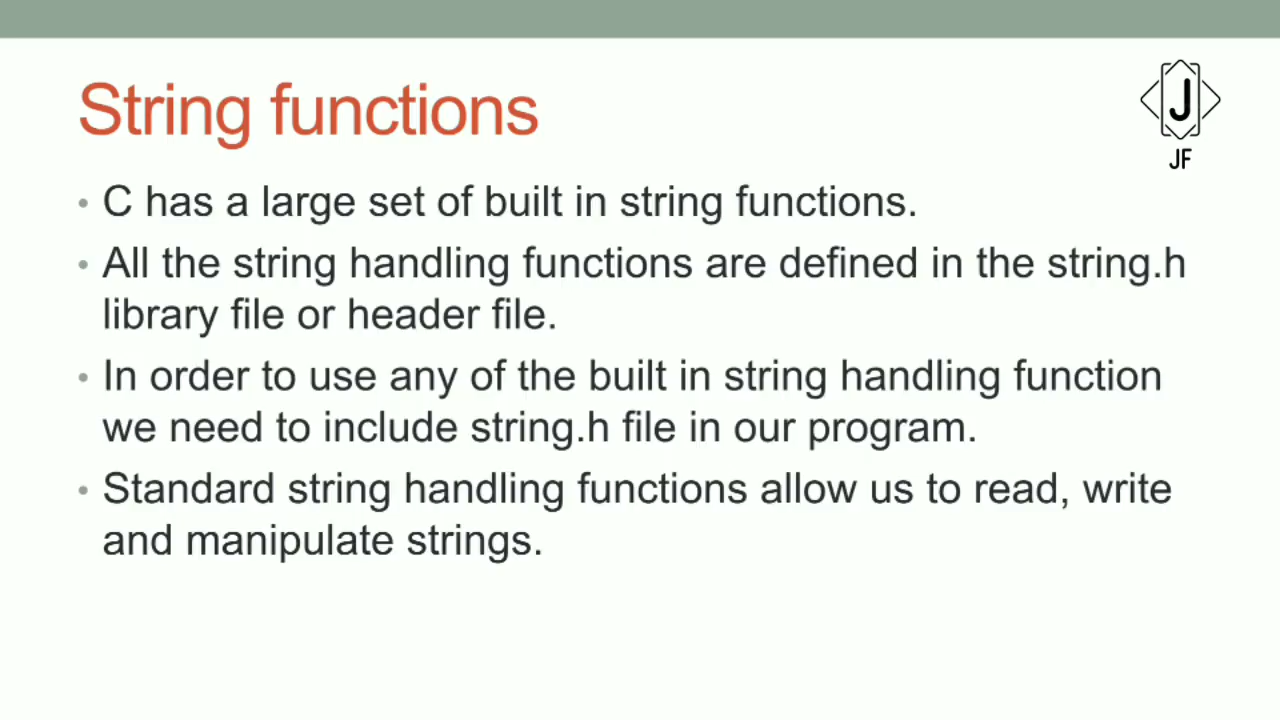 String functions
J
JF
• C has a large set of built in string functions.
• All the string handling functions are defined in the string.h
library file or header file.
• In order to use any of the built in string handling function
we need to include string.h file in our program.
• Standard string handling functions allow us to read, write
and manipulate strings.